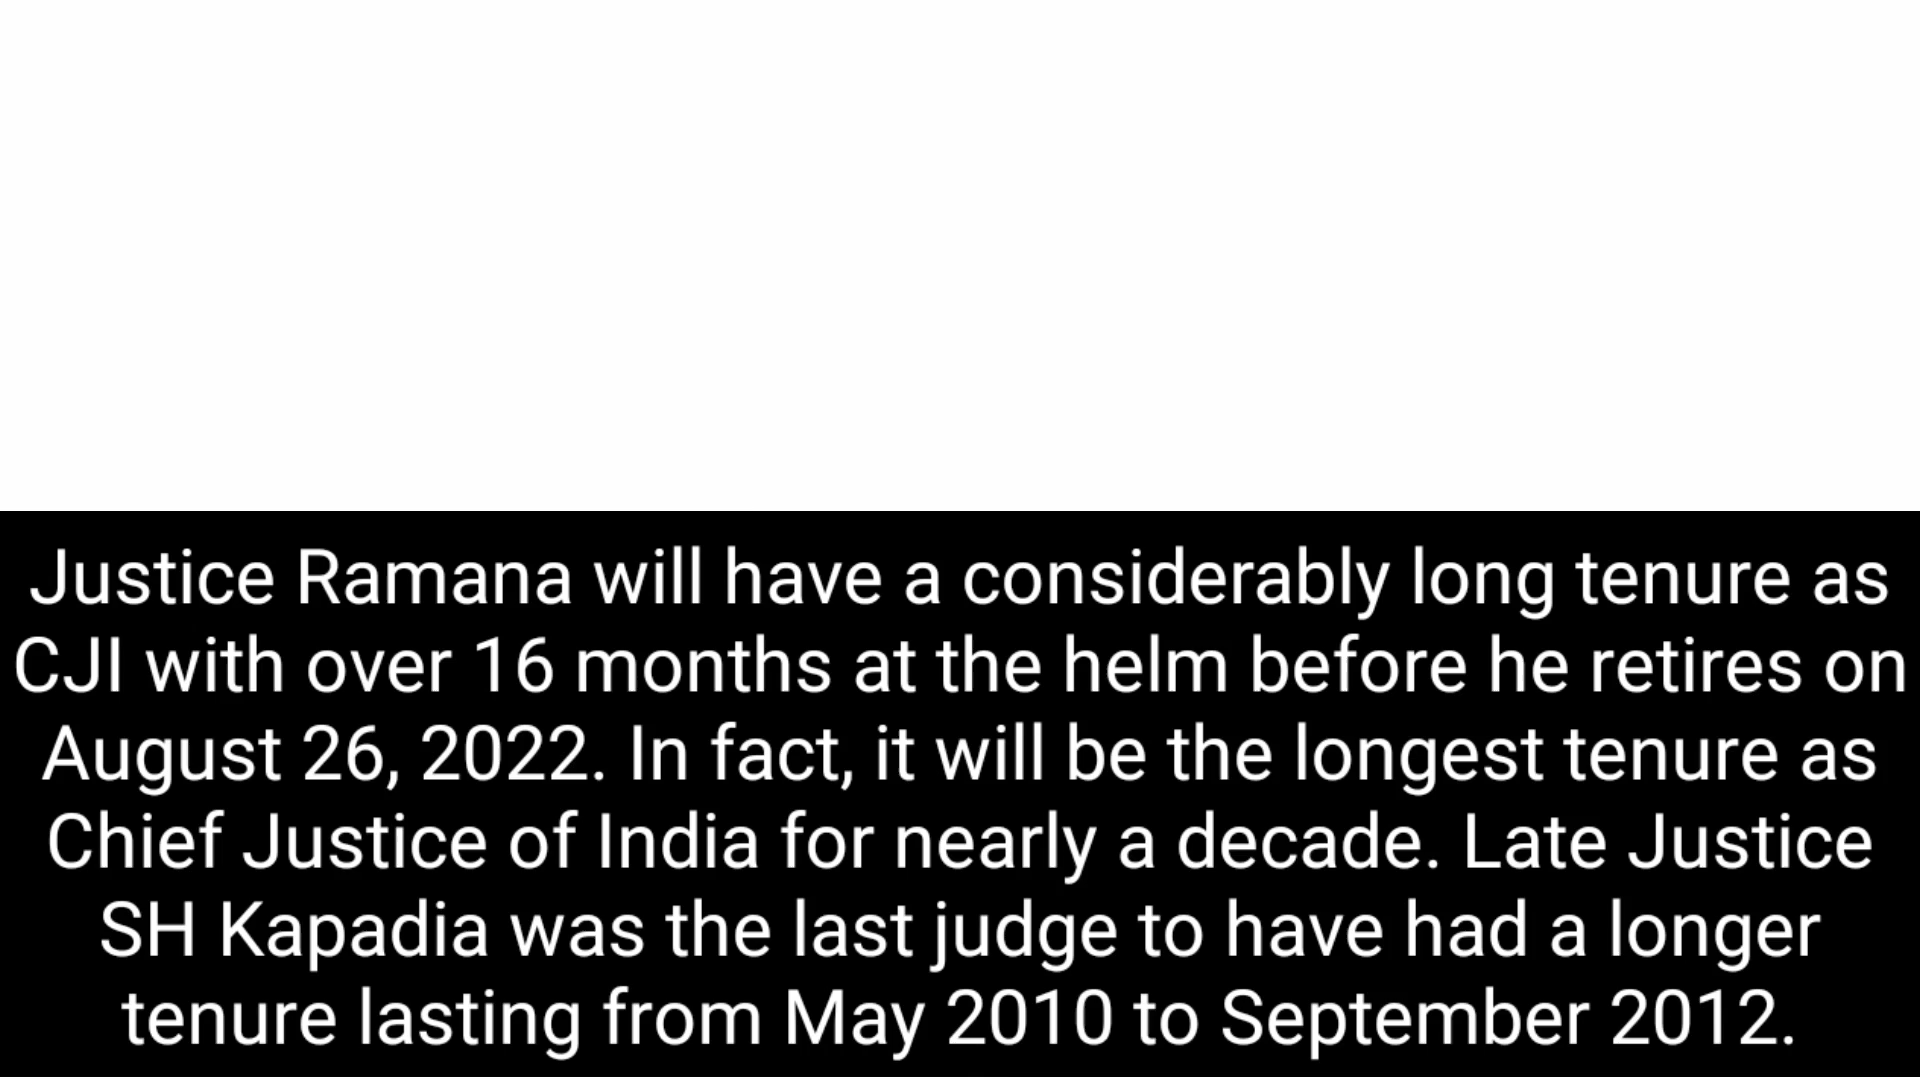 Justice Ramana will have a considerably long tenure as
CJI with over 16 months at the helm before he retires on
August 26, 2022. In fact, it will be the longest tenure as
Chief Justice of India for nearly a decade. Late Justice
SH Kapadia was the last judge to have had a longer
tenure lasting from May 2010 to September 2012.